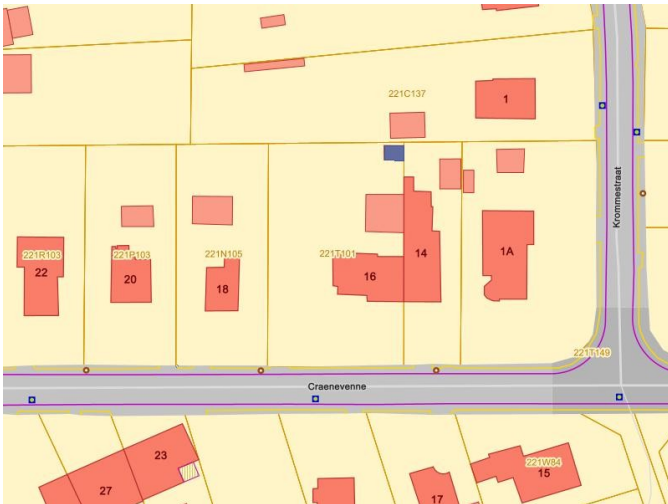 221C137
1
Krommestraat
221R103
22
221P103
20
221N105
18
221T101
16
14
1A
221T149
Craenevenne
23
27
17
221W84
15